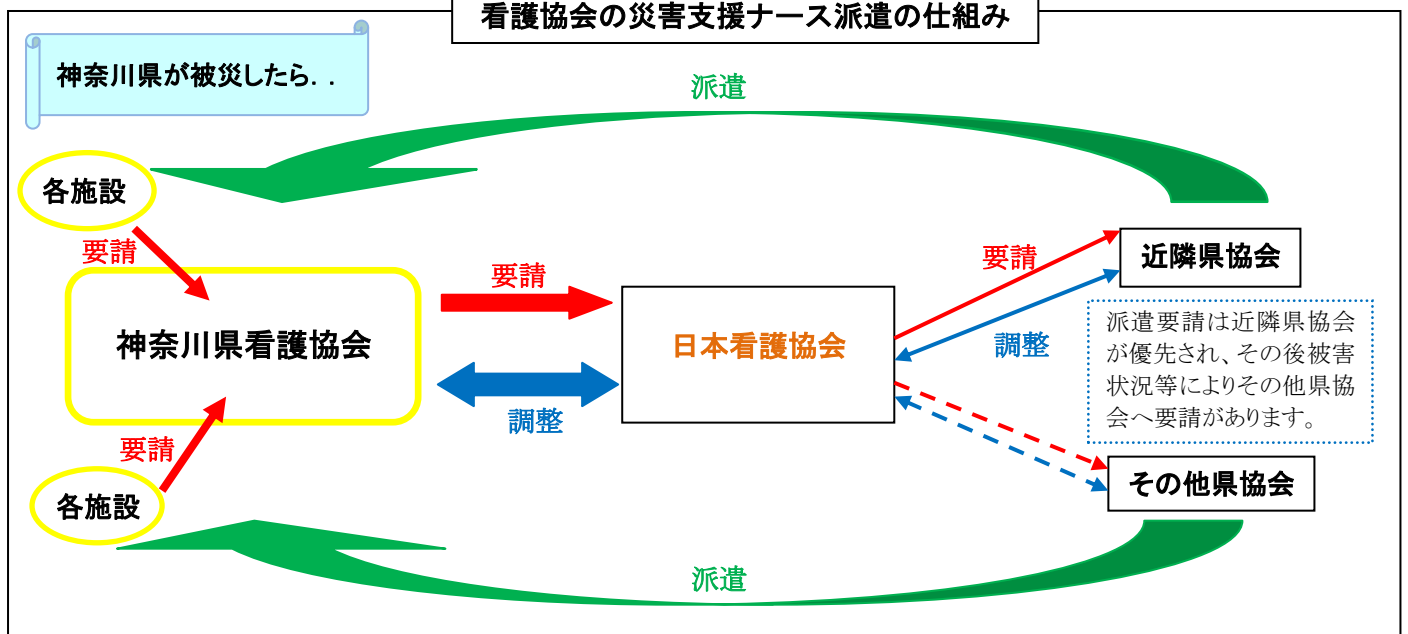 看護協会の災害支援ナース派遣の仕組み
神奈川県が被災したら．．
派遣
各施設
要請
神奈川県看護協会
要請
各施設
要請
調整
日本看護協会
要請
調整
近隣県協会
派遣要請は近隣県協会
が優先され、その後被害
状況等によりその他県協
会へ要請があります。
その他県協会
派遣